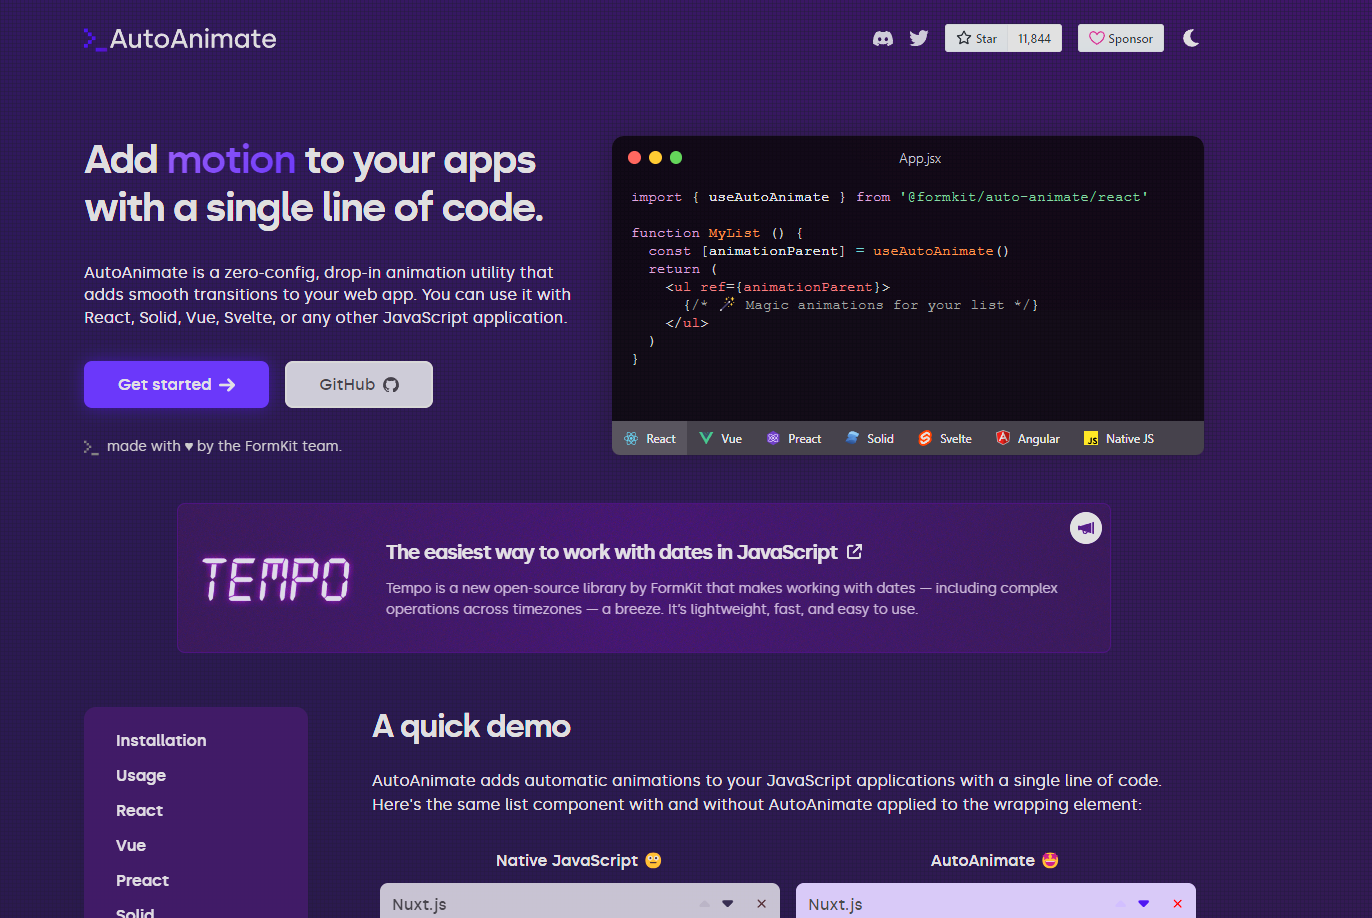 AutoAnimate
Star 11,844
Sponsor
Add motion to your apps
with a single line of code.
AutoAnimate is a zero-config, drop-in animation utility that
adds smooth transitions to your web app. You can use it with
React, Solid, Vue, Svelte, or any other JavaScript application.
Get started
GitHub
made with ♥ by the FormKit team.
App.jsx
import { useAutoAnimate } from '@formkit/auto-animate/react'
function MyList () {
const [animationParent] = useAutoAnimate()
return (
<ul ref={animationParent}>
{/* 🪄 Magic animations for your list */}
</ul>
)
}
React
Vue
Preact
Solid
Svelte
Angular
JS Native JS
TEMPO
The easiest way to work with dates in JavaScript
Tempo is a new open-source library by FormKit that makes working with dates — including complex
operations across timezones — a breeze. It's lightweight, fast, and easy to use.
Installation
Usage
React
Vue
Preact
Solid
A quick demo
AutoAnimate adds automatic animations to your JavaScript applications with a single line of code.
Here's the same list component with and without AutoAnimate applied to the wrapping element:
Native JavaScript 😐
Nuxt.js
AutoAnimate 🤩
Nuxt.js